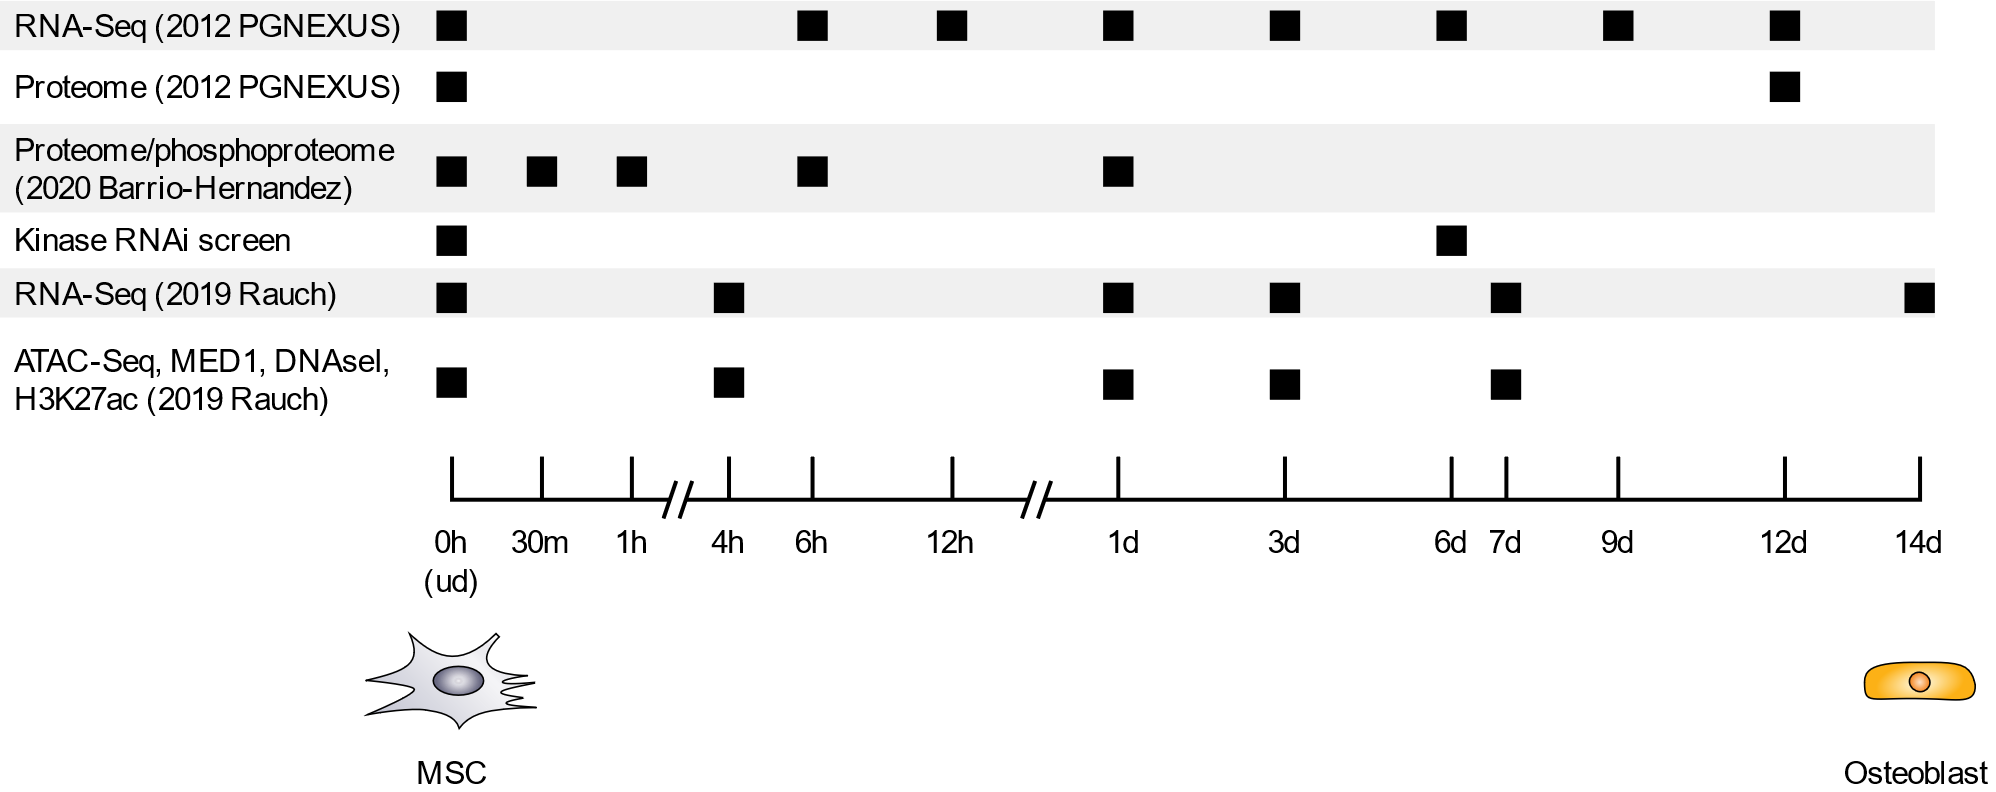 RNA-Seq (2012 PGNEXUS)
Proteome (2012 PGNEXUS)
Proteome/phosphoproteome
(2020 Barrio-Hernandez)
Kinase RNAi screen
RNA-Seq (2019 Rauch)
ATAC-Seq, MED1, DNAseI,
H3K27ac (2019 Rauch)
0h 30m 1h 4h 6h 12h 1d 3d 6d 7d 9d 12d 14d
(ud)
MSC Osteoblast